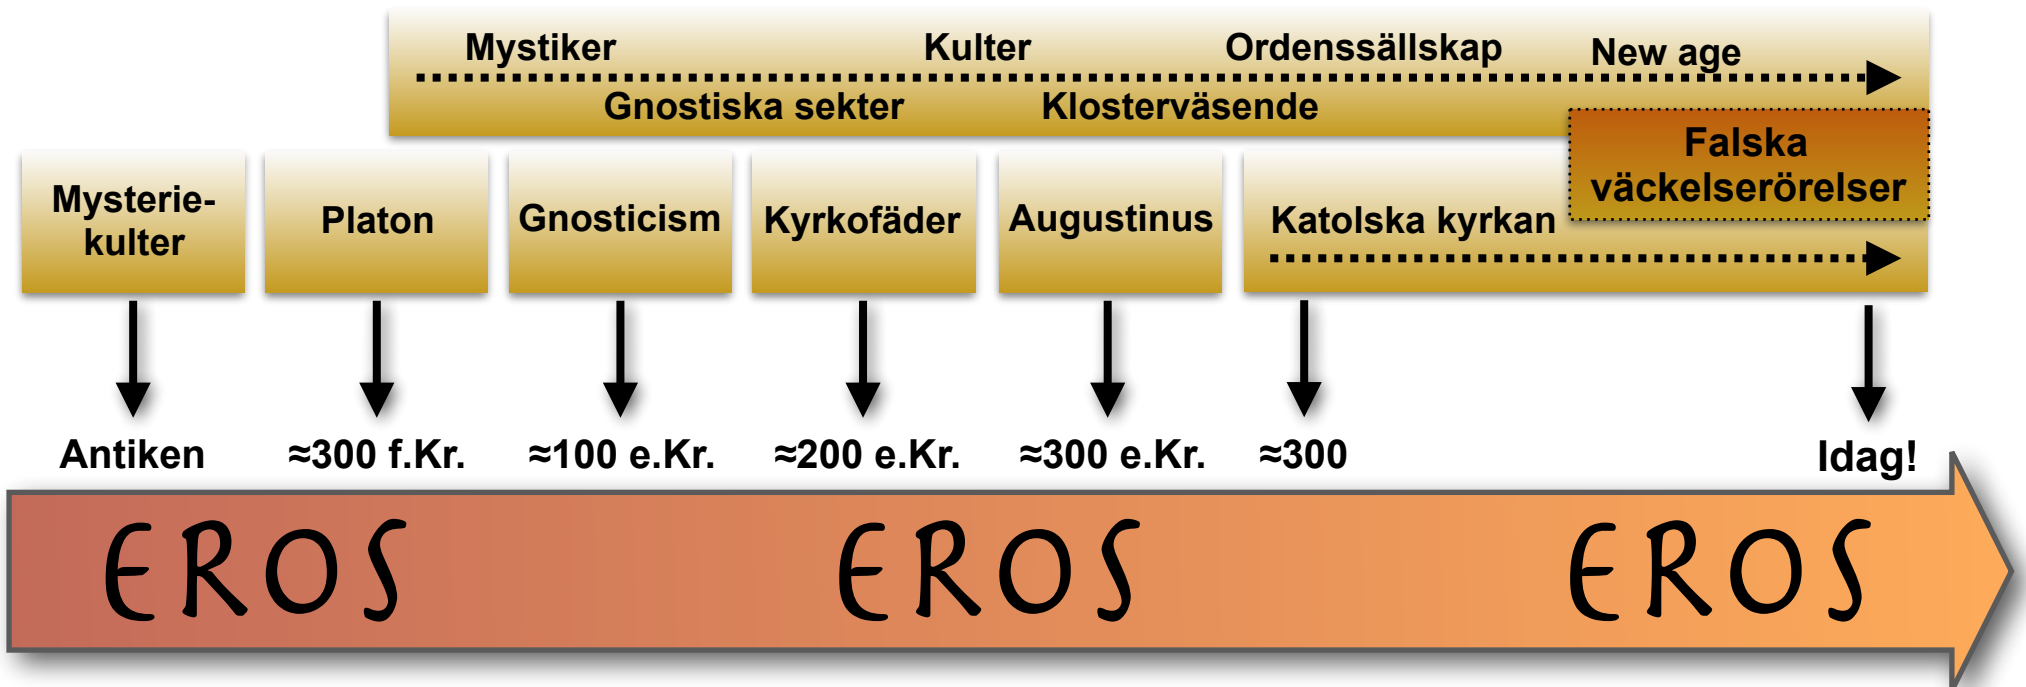 Mystiker Kulter Ordenssällskap New age
Gnostiska sekter Klosterväsende
Falska
väckelserörelser
Mysterie-
kulter
Platon
Gnosticism
Kyrkofäder
Augustinus
Katolska kyrkan
Antiken ≈300 f.Kr. ≈100 e.Kr. ≈200 e.Kr. ≈300 e.Kr. ≈300 Idag!
EROS EROS EROS